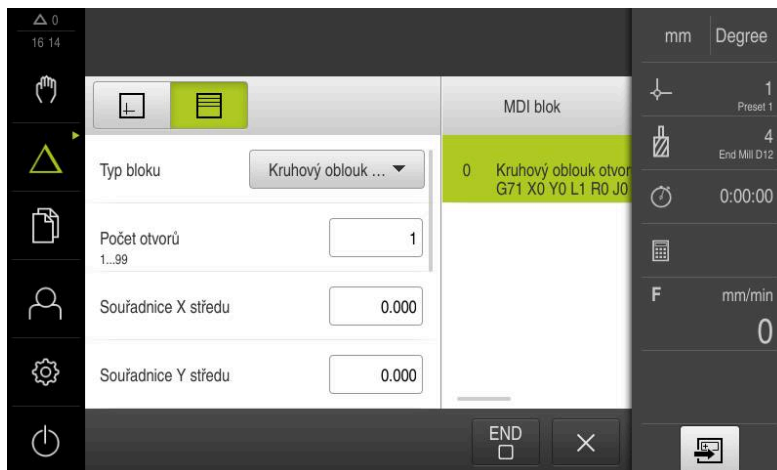 0
16 14
mm Degree
MDI blok
1
Preset 1
Typ bloku
Kruhový oblouk ...
0 Kruhový oblouk otvor
G71 X0 Y0 L1 R0 J0
4
End Mill D12
0:00:00
Počet otvorů
1...99
1
Souřadnice X středu
0.000
F mm/min
0
Souřadnice Y středu
0.000
END